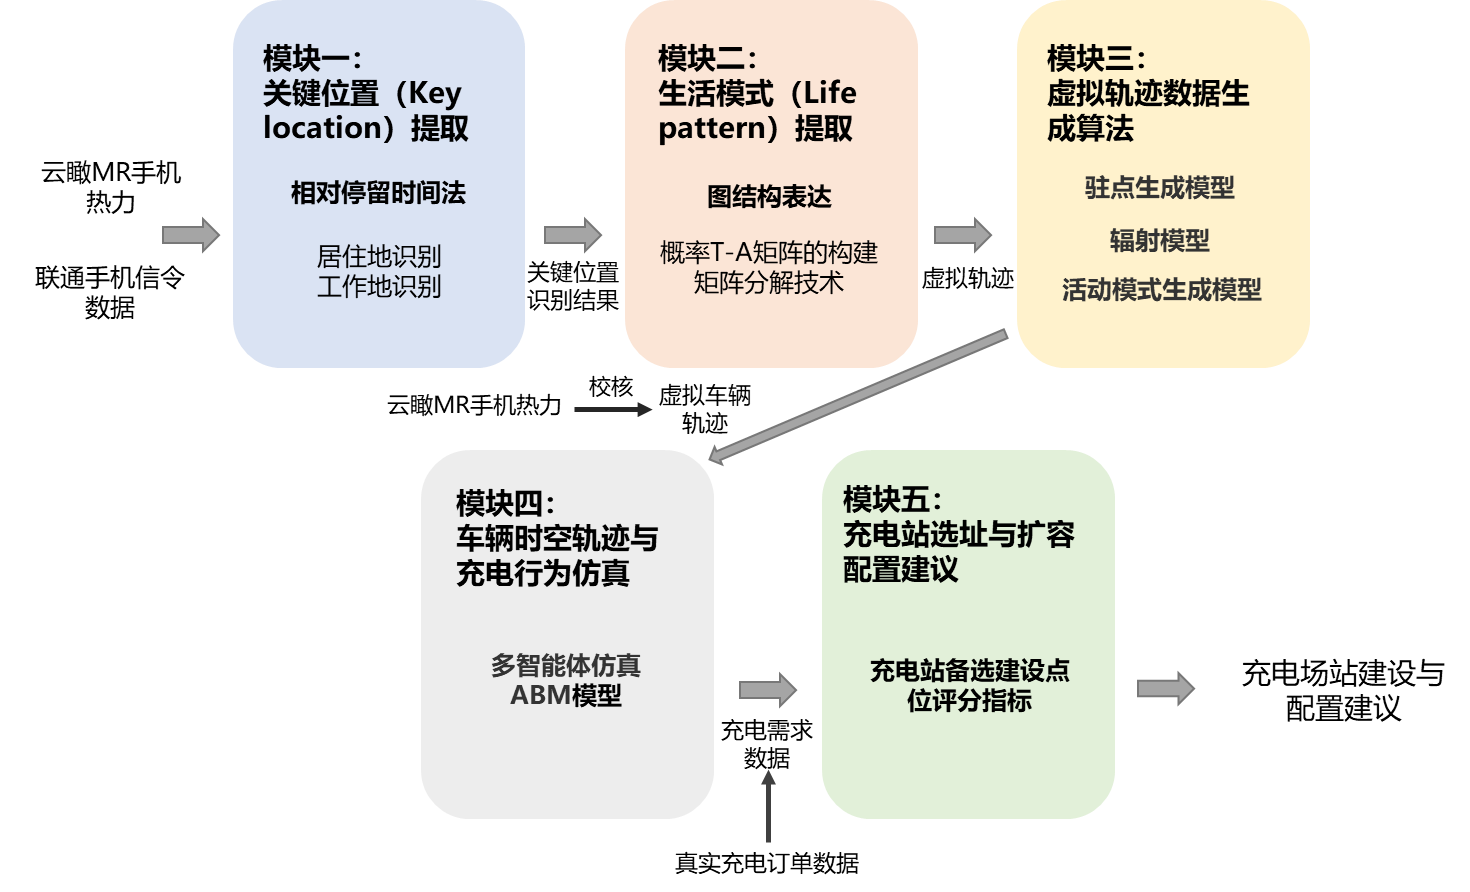 云瞰MR手机
热力
联通手机信令
数据
模块一：
关键位置（Key
location）提取
相对停留时间法
居住地识别
工作地识别
关键位置
识别结果
模块二：
生活模式（Life
pattern）提取
图结构表达
概率T-A矩阵的构建
矩阵分解技术
虚拟轨迹
模块三：
虚拟轨迹数据生
成算法
驻点生成模型
辐射模型
活动模式生成模型
云瞰MR手机热力
校核
虚拟车辆
轨迹
模块四：
车辆时空轨迹与
充电行为仿真
多智能体仿真
ABM模型
充电需求
数据
真实充电订单数据
模块五：
充电站选址与扩容
配置建议
充电站备选建设点
位评分指标
充电场站建设与
配置建议